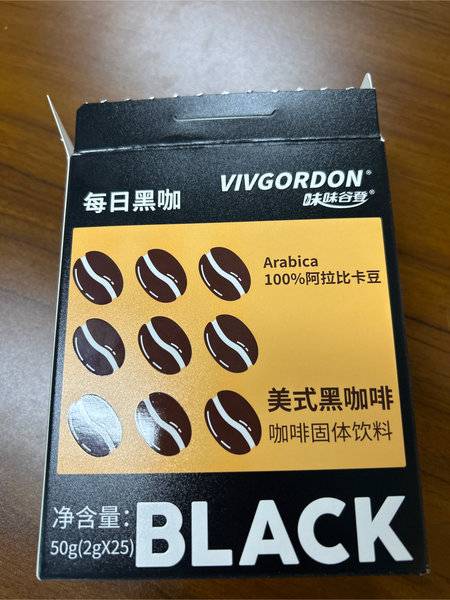 VIVGORDON®
味味谷登®
每日黑咖
Arabica
100%阿拉比卡豆
美式黑咖啡
咖啡固体饮料
净含量：
50g(2gX25)
BLACK